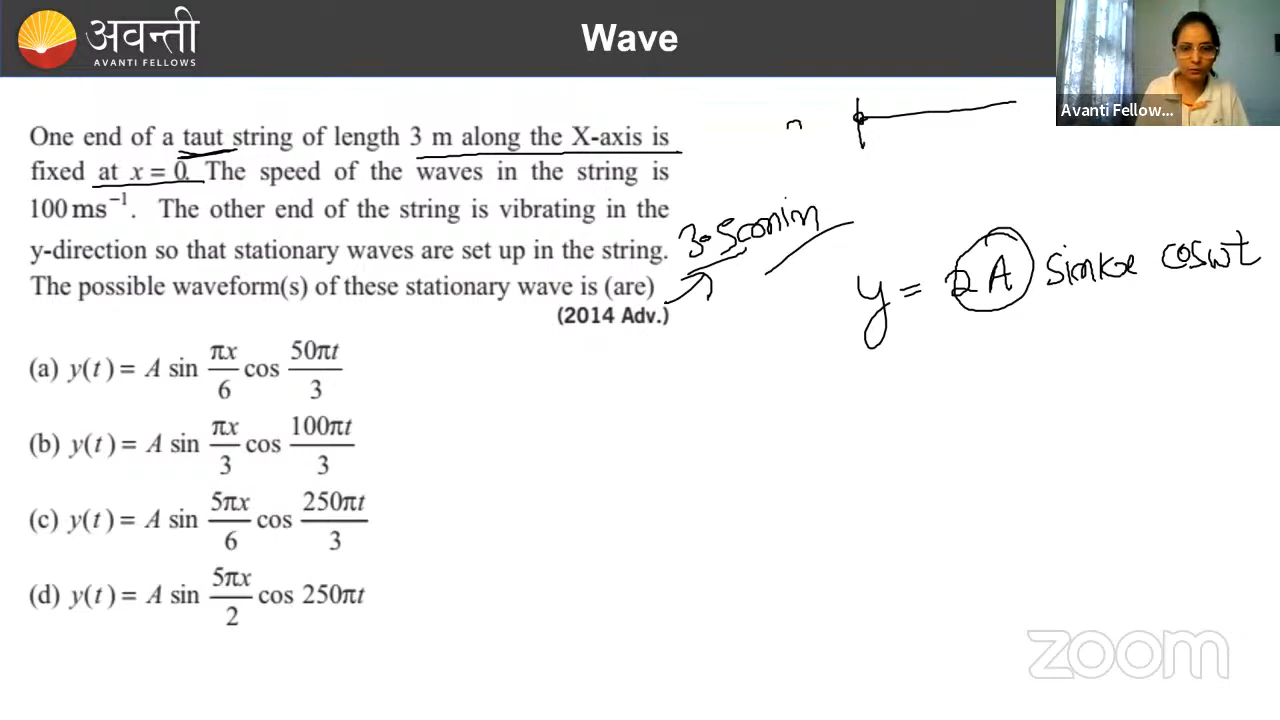 अवन्ती
AVANTI FELLOWS
Wave
Avanti Fellow...
One end of a taut string of length 3 m along the X-axis is
fixed at x = 0. The speed of the waves in the string is
100 ms⁻¹. The other end of the string is vibrating in the
y-direction so that stationary waves are set up in the string.
The possible waveform(s) of these stationary wave is (are)
(2014 Adv.)
y = 2A sinkx cosωt
(a) y(t) = A sin πx/6 cos 50πt/3
(b) y(t) = A sin πx/3 cos 100πt/3
(c) y(t) = A sin 5πx/6 cos 250πt/3
(d) y(t) = A sin 5πx/2 cos 250πt
zoom